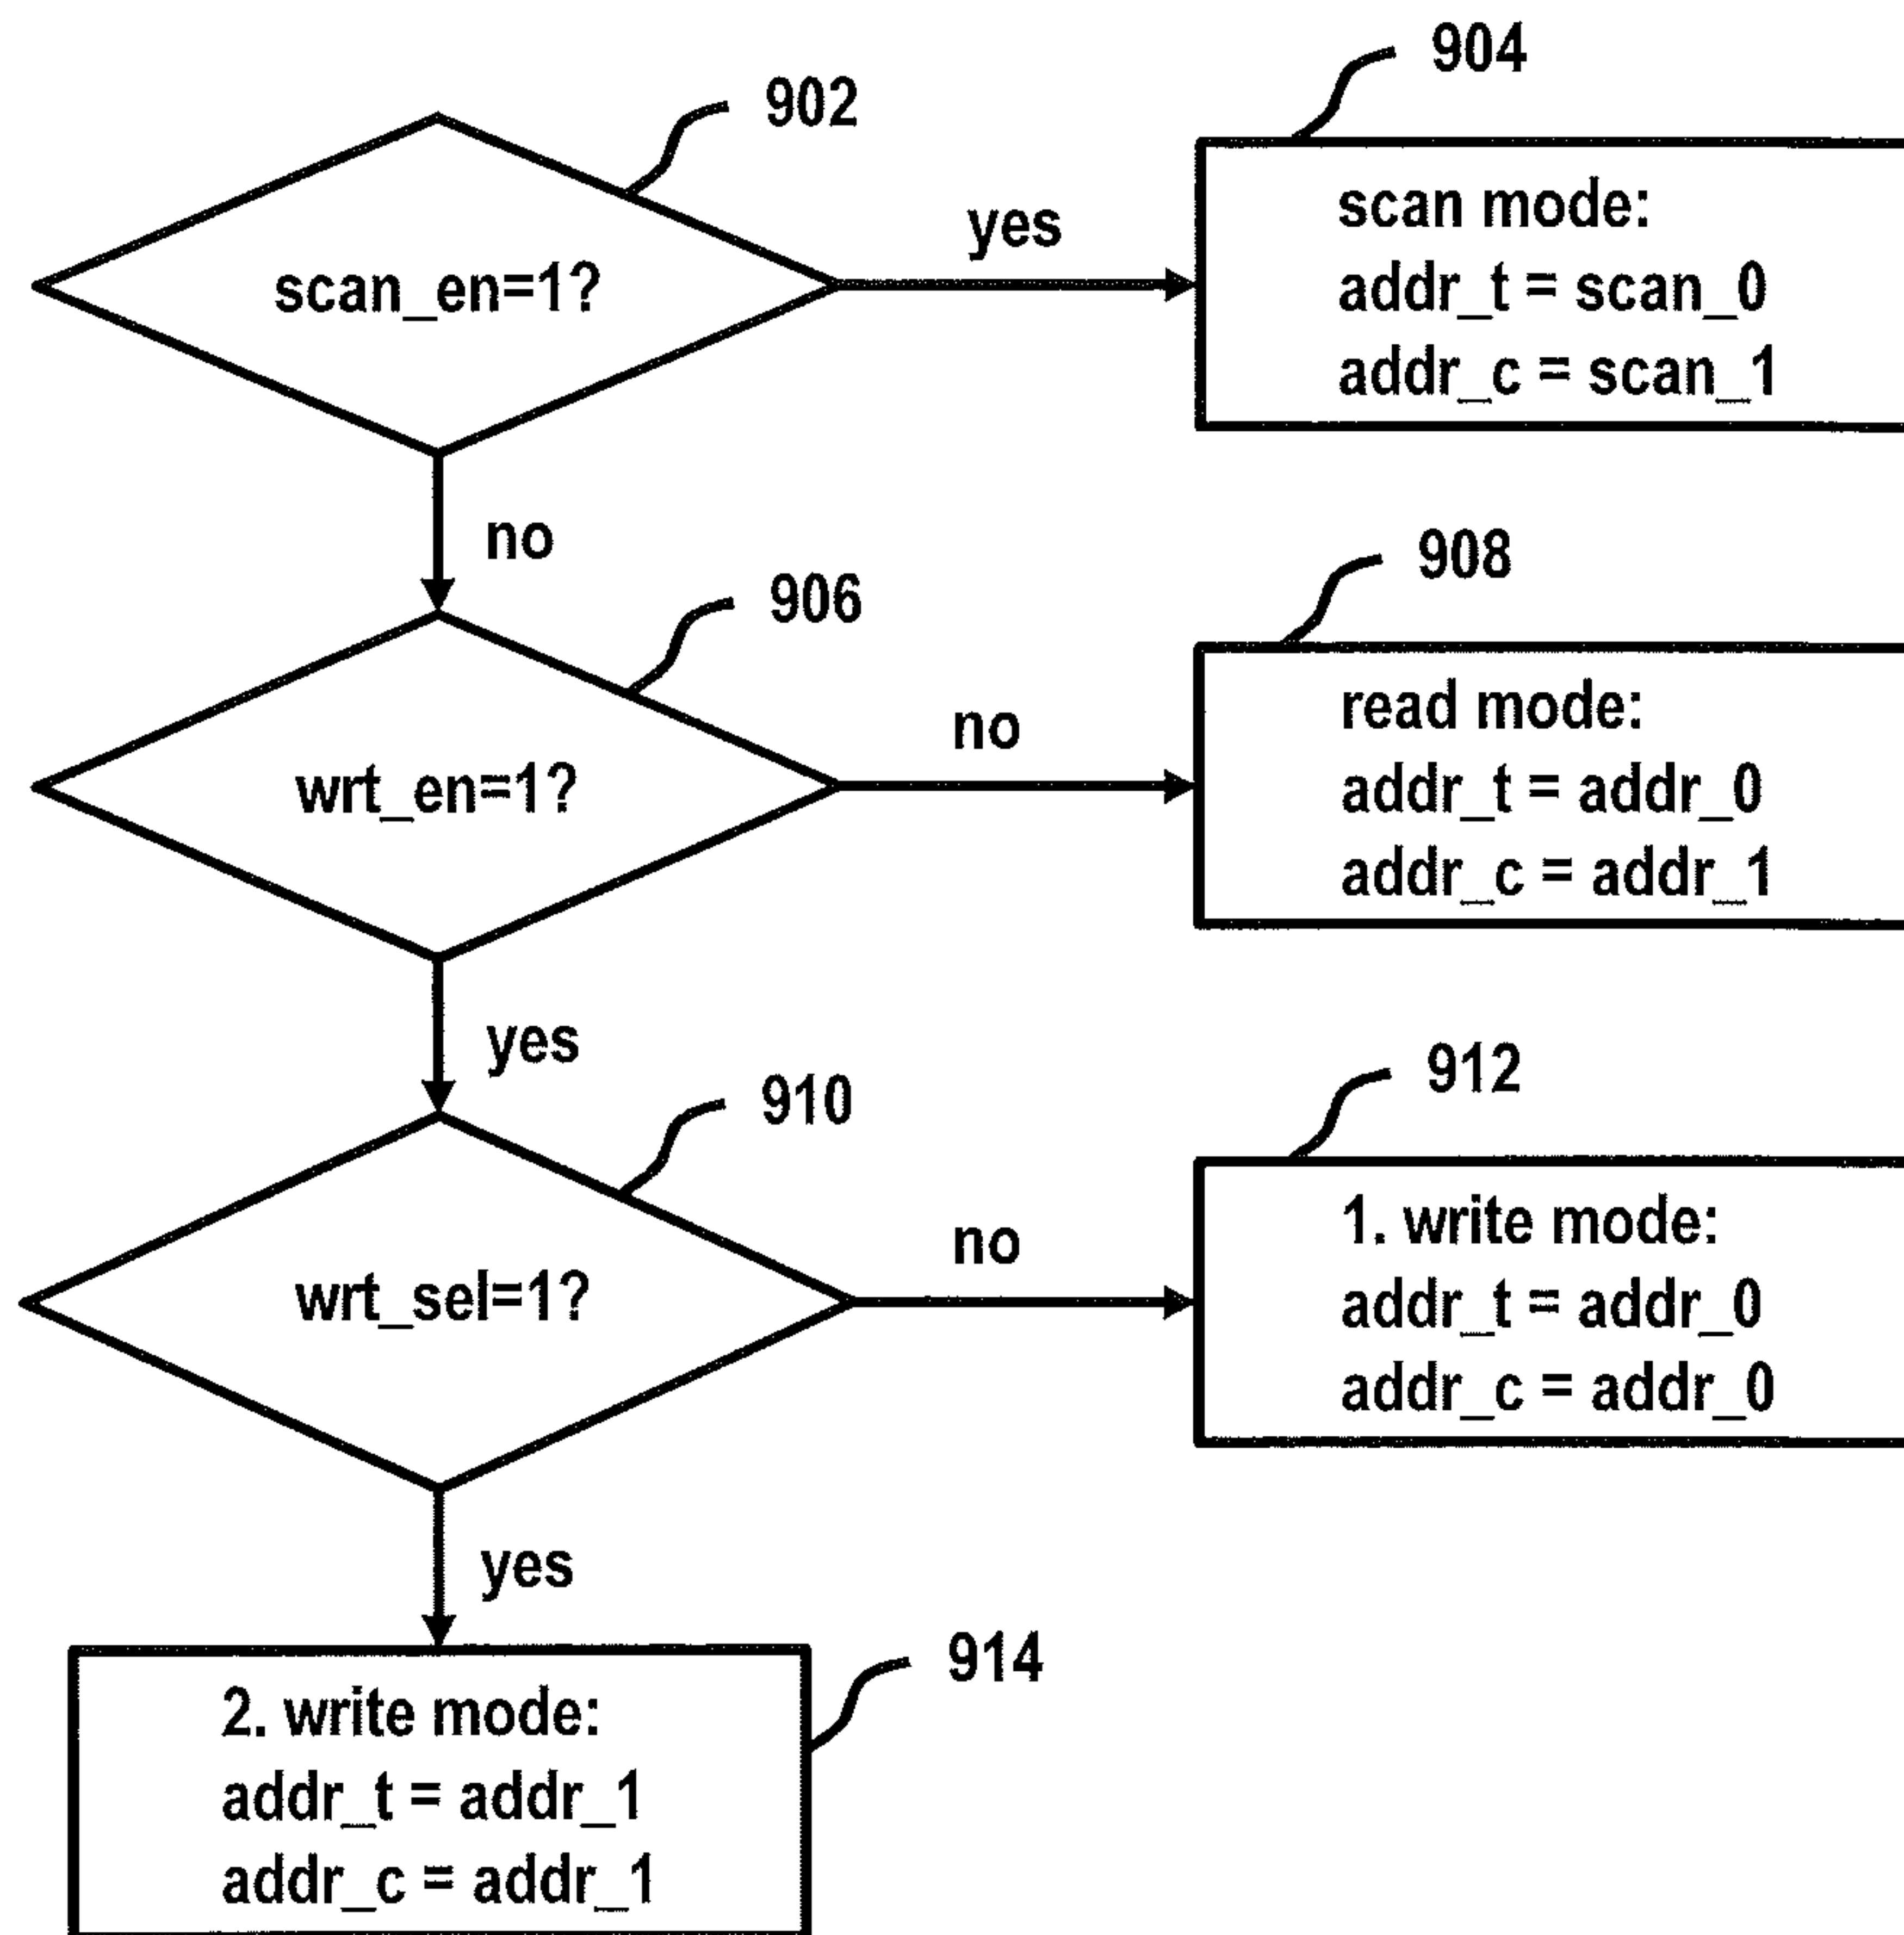 902
scan_en=1?
yes
904
scan mode:
addr_t = scan_0
addr_c = scan_1
no
906
wrt_en=1?
no
908
read mode:
addr_t = addr_0
addr_c = addr_1
yes
910
wrt_sel=1?
no
912
1. write mode:
addr_t = addr_0
addr_c = addr_0
yes
914
2. write mode:
addr_t = addr_1
addr_c = addr_1